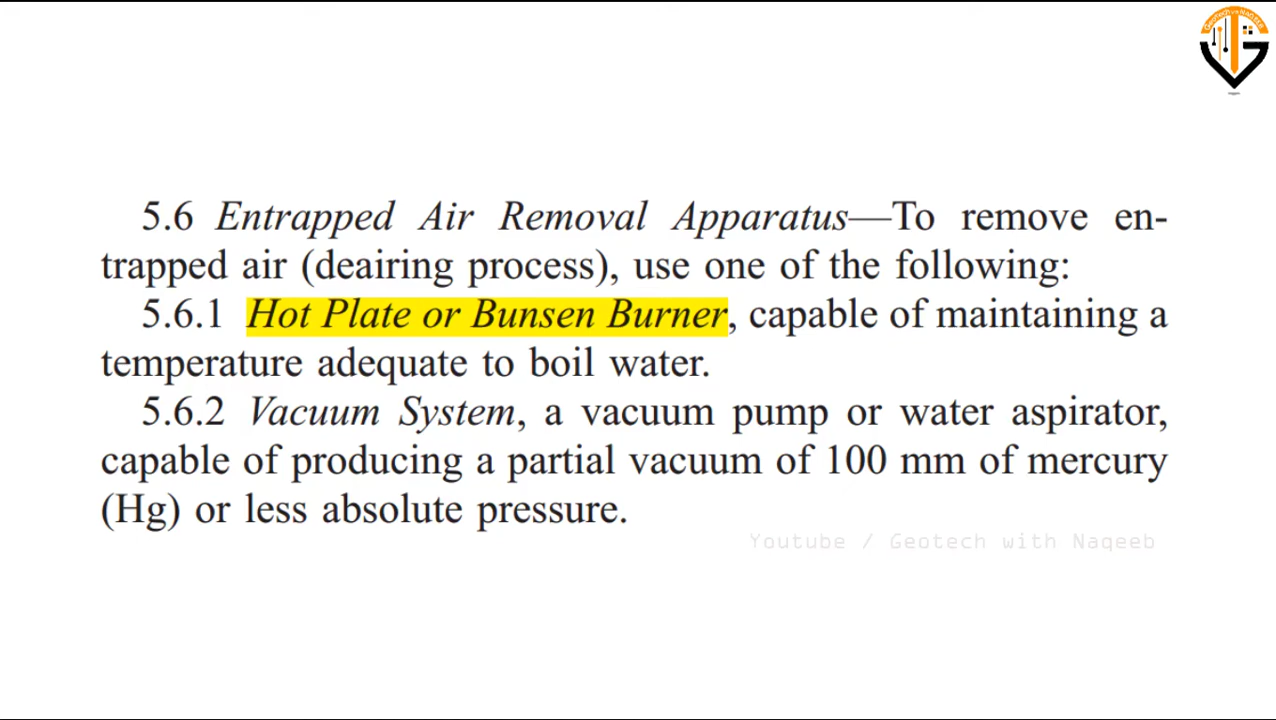 5.6 Entrapped Air Removal Apparatus—To remove en-
trapped air (deairing process), use one of the following:
5.6.1 Hot Plate or Bunsen Burner, capable of maintaining a
temperature adequate to boil water.
5.6.2 Vacuum System, a vacuum pump or water aspirator,
capable of producing a partial vacuum of 100 mm of mercury
(Hg) or less absolute pressure.
Youtube / Geotech with Naqeeb